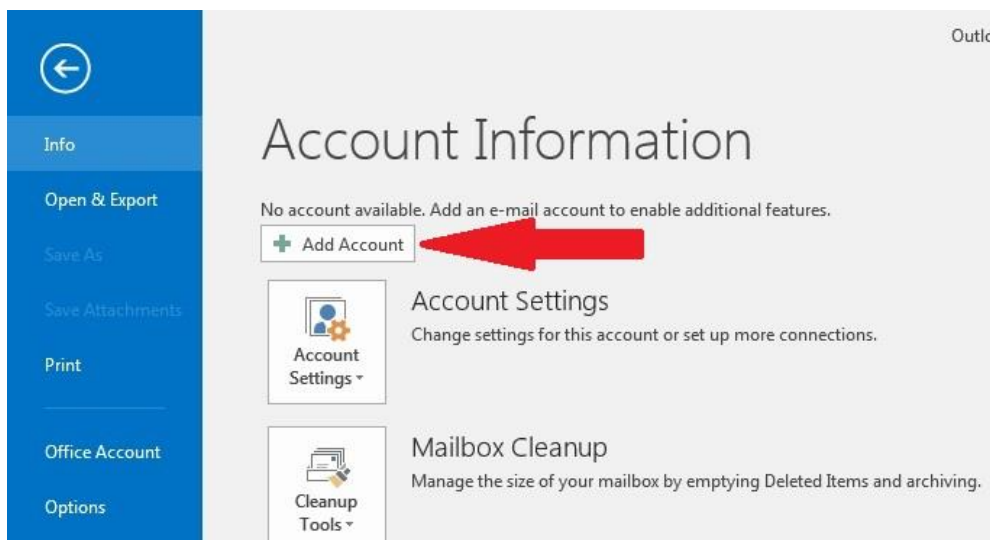 Outlo
Info
Open & Export
Save As
Save Attachments
Print
Office Account
Options
Account Information
No account available. Add an e-mail account to enable additional features.
Add Account
Account
Settings
Account Settings
Change settings for this account or set up more connections.
Cleanup
Tools
Mailbox Cleanup
Manage the size of your mailbox by emptying Deleted Items and archiving.